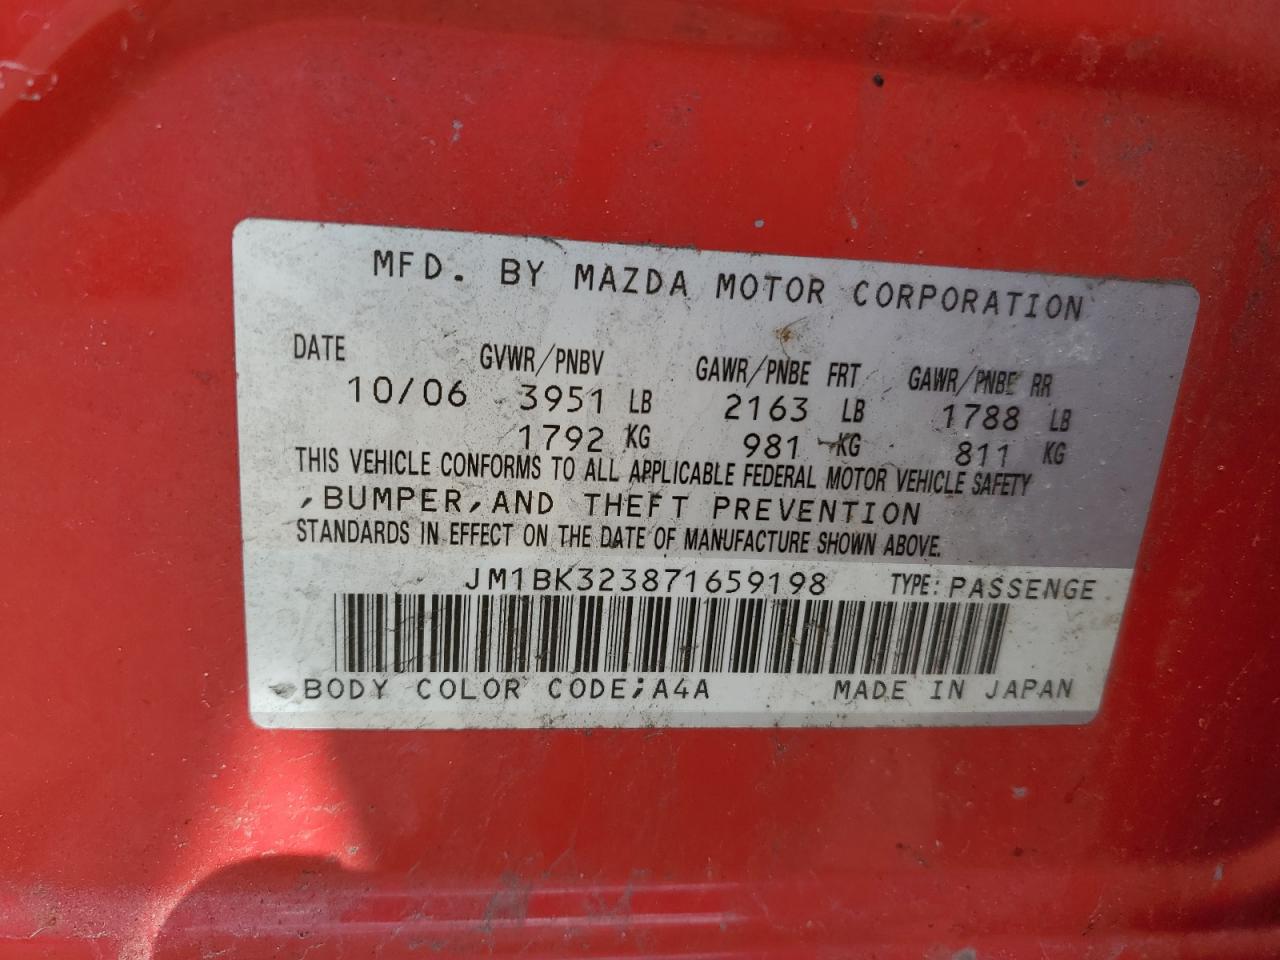 MFD. BY MAZDA MOTOR CORPORATION
DATE GVWR/PNBV GAWR/PNBE FRT GAWR/PNBE RR
10/06 3951 LB 2163 LB 1788 LB
1792 KG 981 KG 811 KG
THIS VEHICLE CONFORMS TO ALL APPLICABLE FEDERAL MOTOR VEHICLE SAFETY
,BUMPER,AND THEFT PREVENTION
STANDARDS IN EFFECT ON THE DATE OF MANUFACTURE SHOWN ABOVE.
JM1BK323871659198 TYPE: PASSENGE
BODY COLOR CODE;A4A MADE IN JAPAN